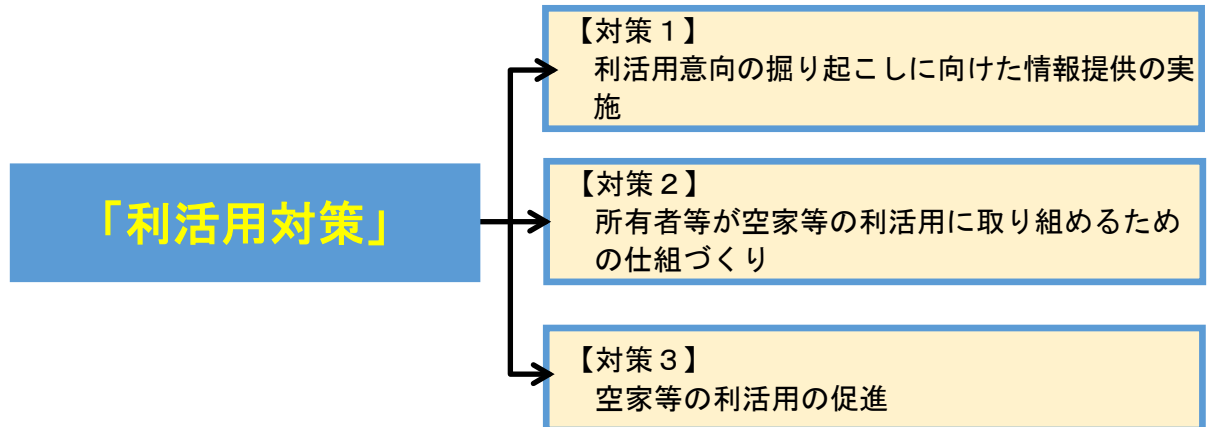 「利活用対策」
【対策１】
利活用意向の掘り起こしに向けた情報提供の実
施
【対策２】
所有者等が空家等の利活用に取り組めるため
の仕組づくり
【対策３】
空家等の利活用の促進